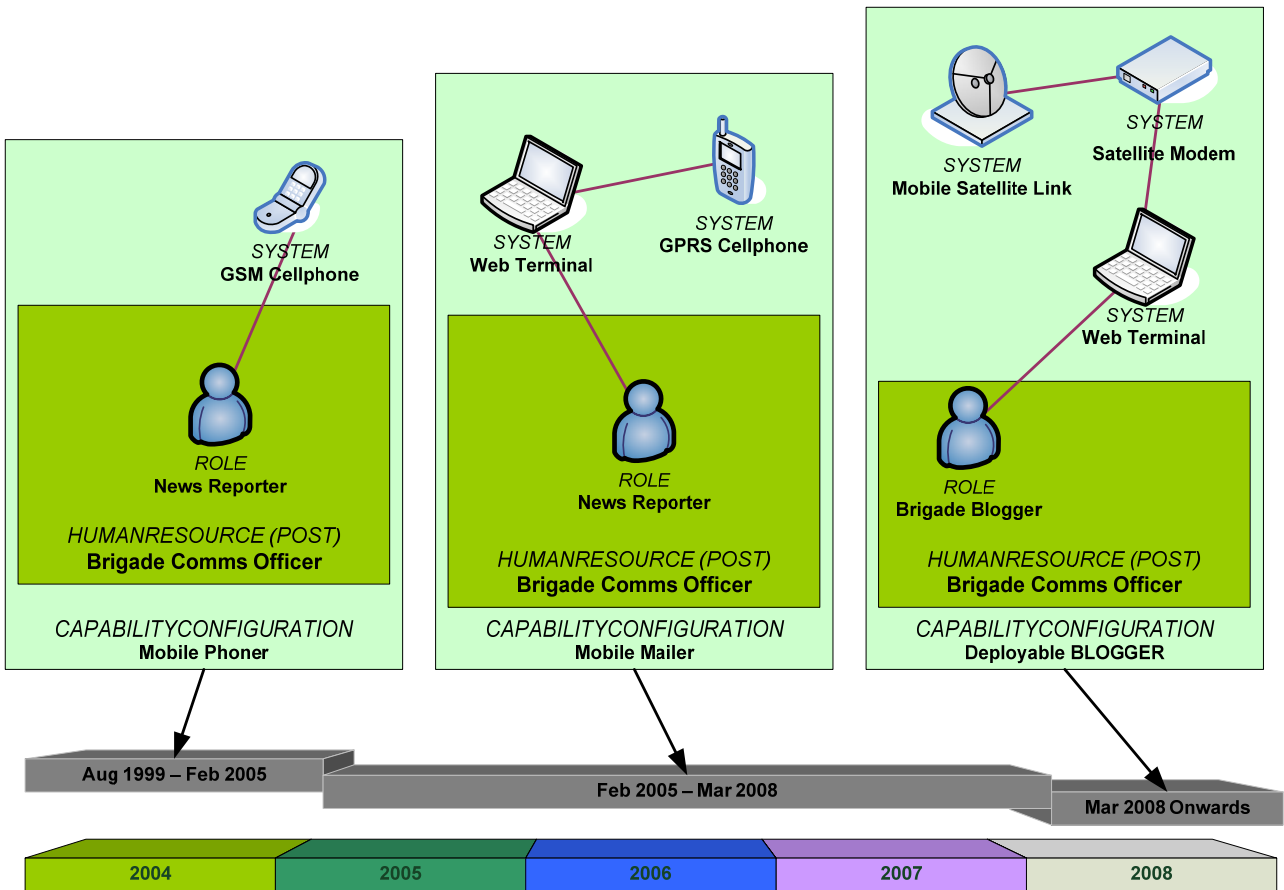 SYSTEM
GSM Cellphone
ROLE
News Reporter
HUMANRESOURCE (POST)
Brigade Comms Officer
CAPABILITYCONFIGURATION
Mobile Phoner
SYSTEM
Web Terminal
SYSTEM
GPRS Cellphone
ROLE
News Reporter
HUMANRESOURCE (POST)
Brigade Comms Officer
CAPABILITYCONFIGURATION
Mobile Mailer
SYSTEM
Mobile Satellite Link
SYSTEM
Satellite Modem
SYSTEM
Web Terminal
ROLE
Brigade Blogger
HUMANRESOURCE (POST)
Brigade Comms Officer
CAPABILITYCONFIGURATION
Deployable BLOGGER
Aug 1999 – Feb 2005
Feb 2005 – Mar 2008
Mar 2008 Onwards
2004
2005
2006
2007
2008